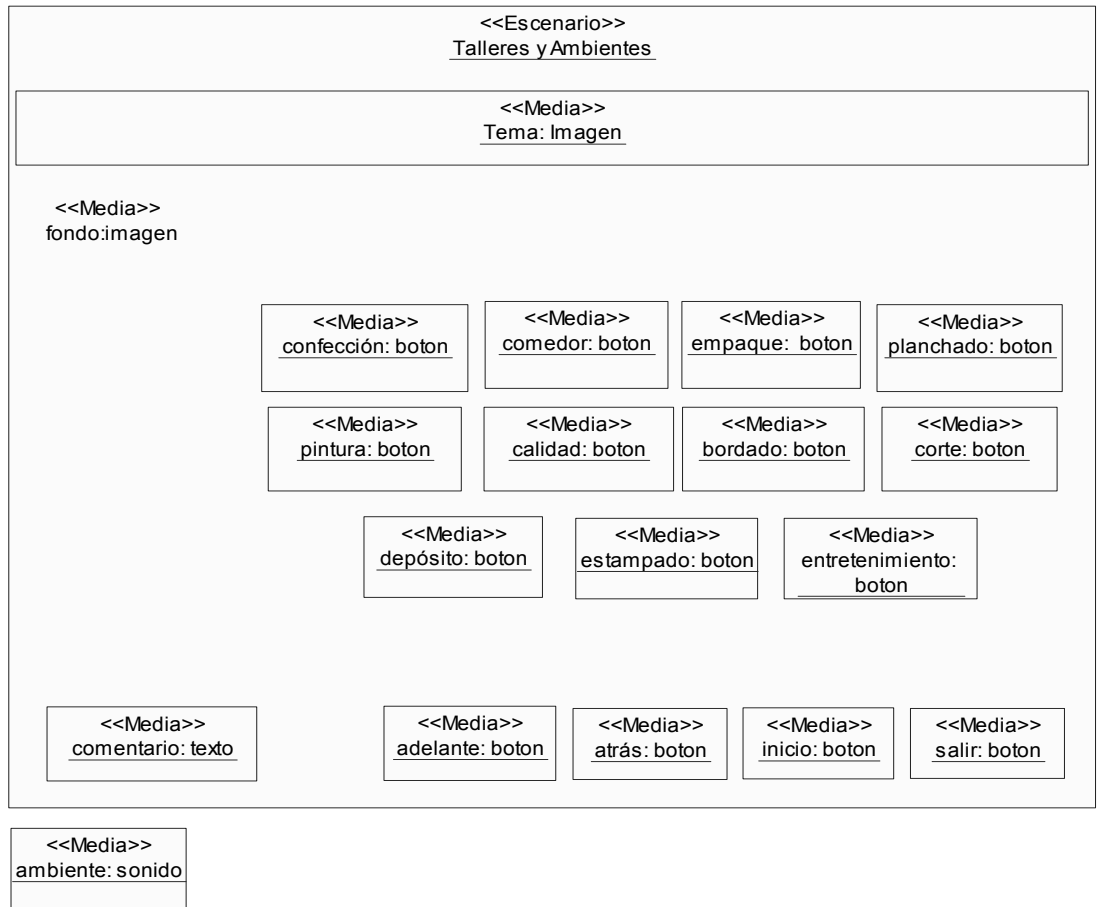 <<Escenario>>
Talleres y Ambientes
<<Media>>
Tema: Imagen
<<Media>>
fondo:imagen
<<Media>>
confección: boton
<<Media>>
comedor: boton
<<Media>>
empaque: boton
<<Media>>
planchado: boton
<<Media>>
pintura: boton
<<Media>>
calidad: boton
<<Media>>
bordado: boton
<<Media>>
corte: boton
<<Media>>
depósito: boton
<<Media>>
estampado: boton
<<Media>>
entretenimiento:
boton
<<Media>>
comentario: texto
<<Media>>
adelante: boton
<<Media>>
atrás: boton
<<Media>>
inicio: boton
<<Media>>
salir: boton
<<Media>>
ambiente: sonido